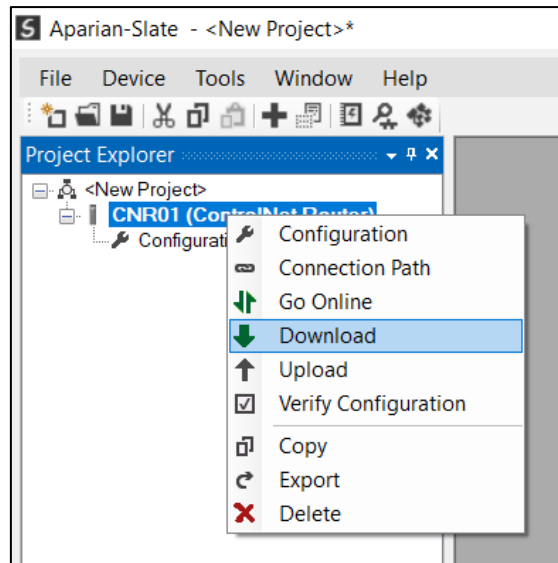 Aparian-Slate - <New Project>*
File Device Tools Window Help
Project Explorer
<New Project>
CNR01 (ControlNet Router)
Configurati
Configuration
Connection Path
Go Online
Download
Upload
Verify Configuration
Copy
Export
Delete